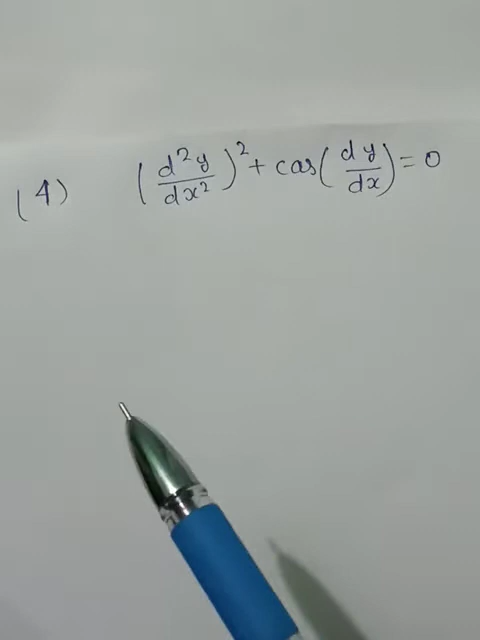 (4) (d²y/dx²)² + cos(dy/dx) = 0